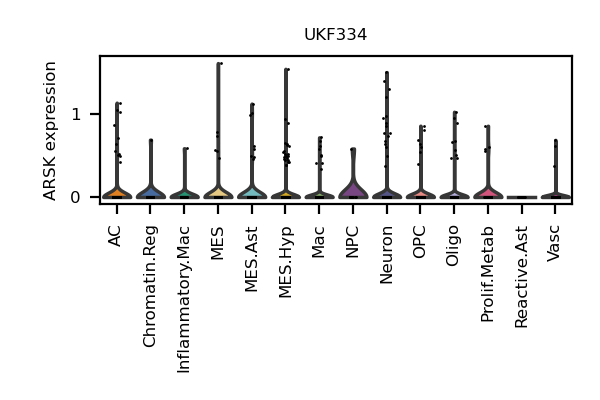 UKF334
ARSK expression
1
0
AC
Chromatin.Reg
Inflammatory.Mac
MES
MES.Ast
MES.Hyp
Mac
NPC
Neuron
OPC
Oligo
Prolif.Metab
Reactive.Ast
Vasc